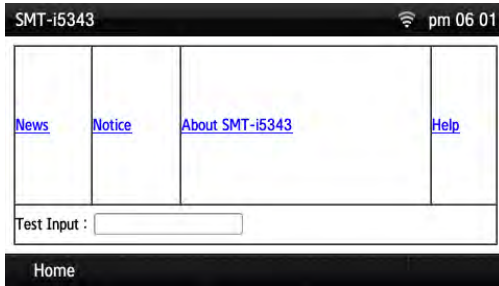 SMT-i5343 pm 06 01
News Notice About SMT-i5343 Help
Test Input :
Home